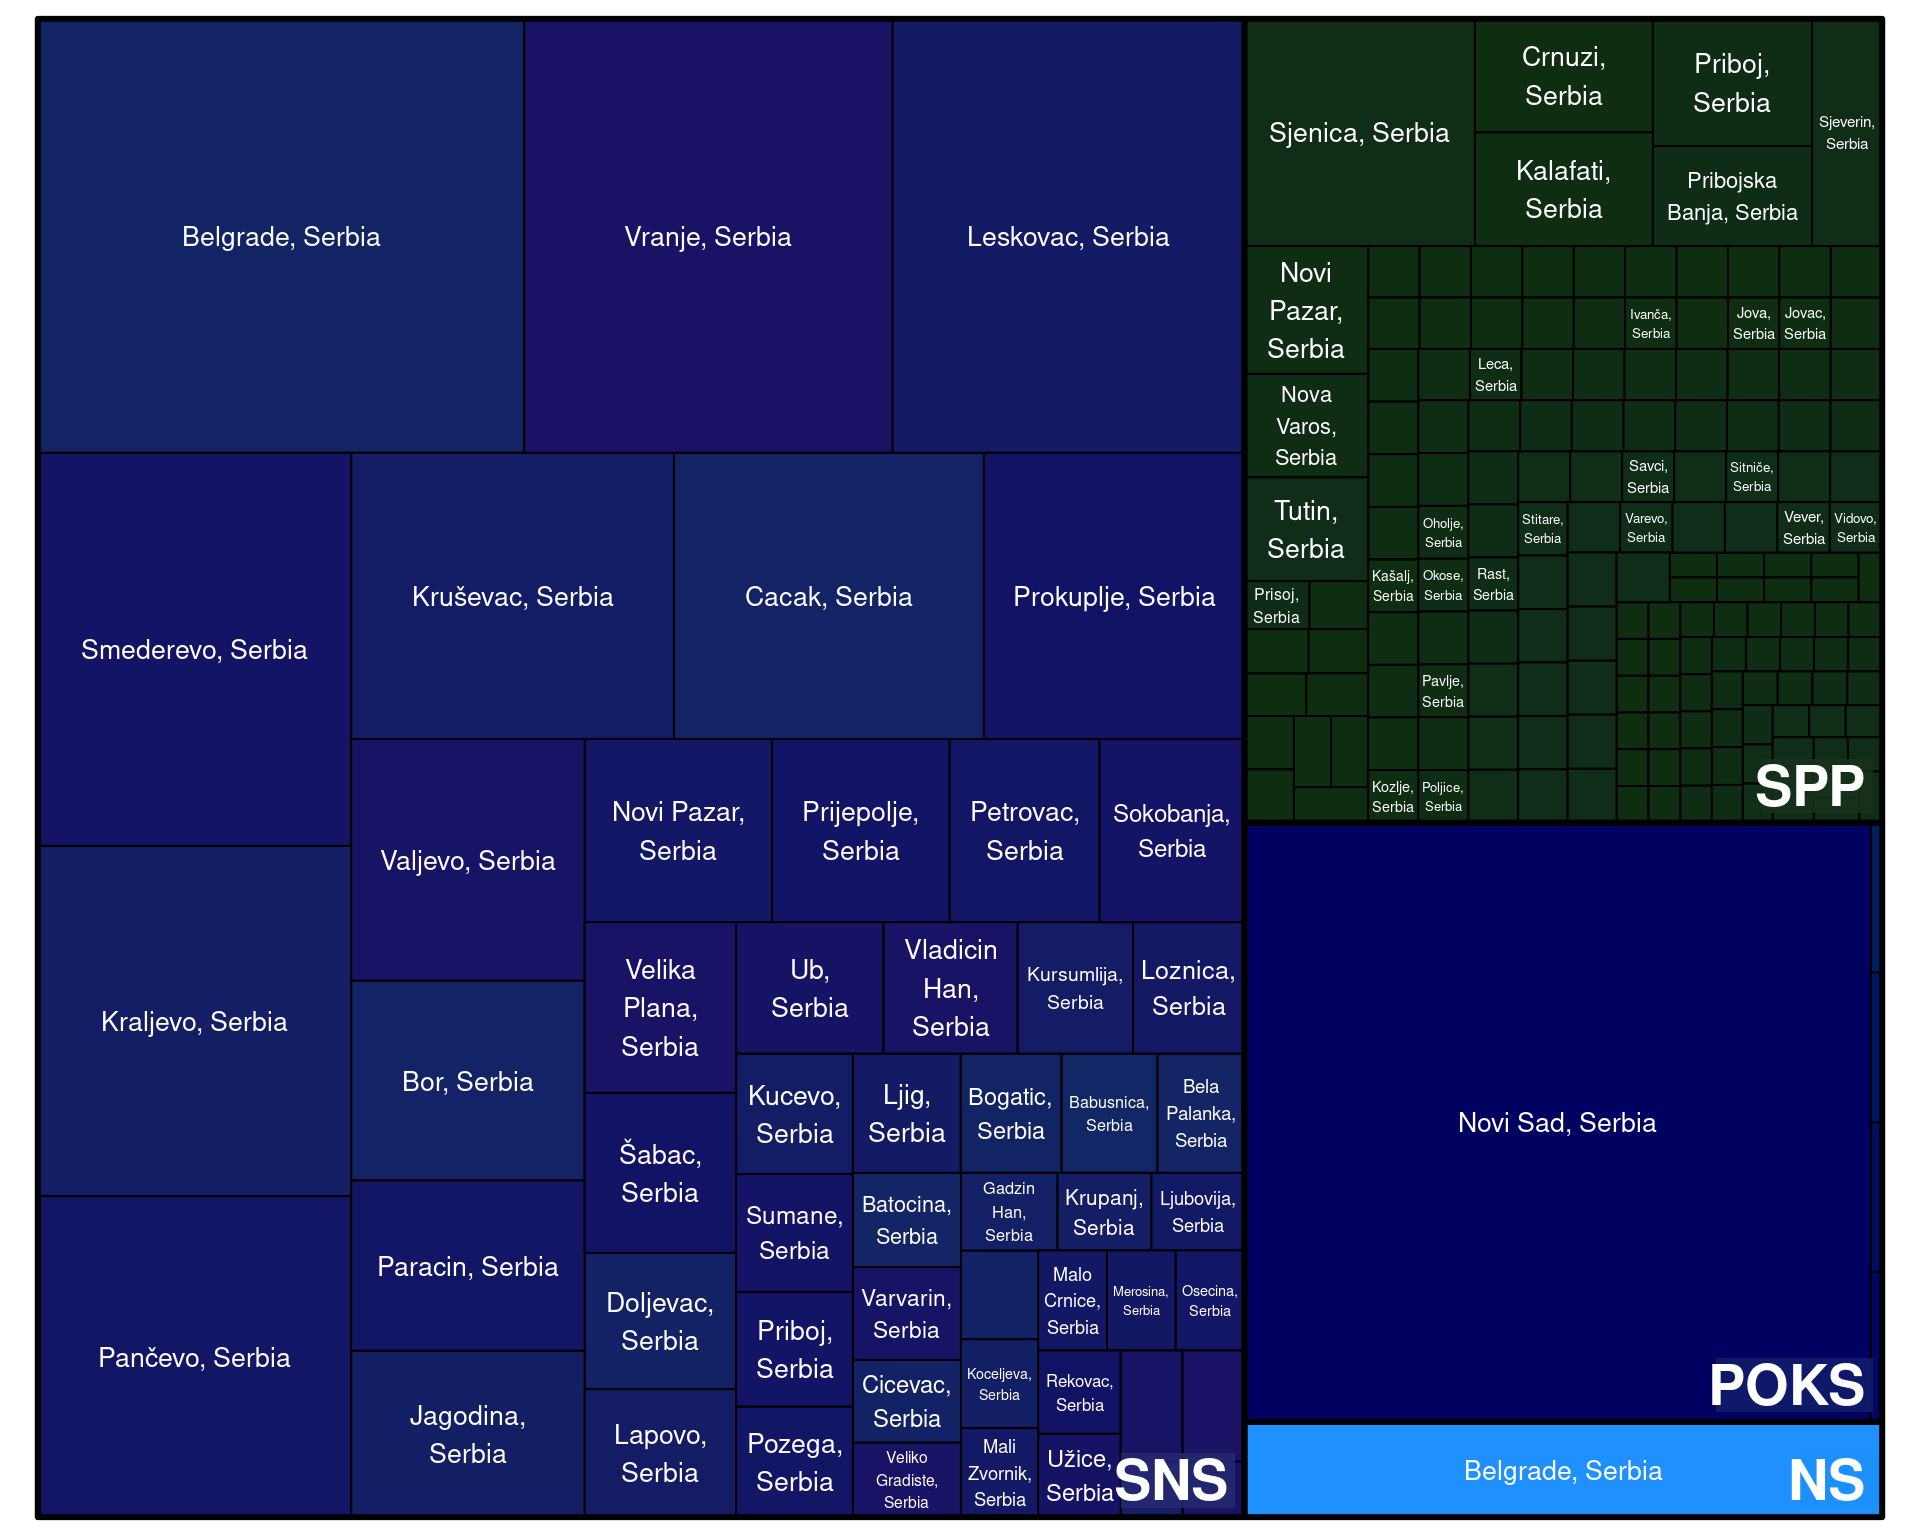 Belgrade, Serbia
Vranje, Serbia
Leskovac, Serbia
Smederevo, Serbia
Kruševac, Serbia
Cacak, Serbia
Prokuplje, Serbia
Kraljevo, Serbia
Pančevo, Serbia
Valjevo, Serbia
Bor, Serbia
Paracin, Serbia
Jagodina,
Serbia
Novi Pazar,
Serbia
Prijepolje,
Serbia
Petrovac,
Serbia
Sokobanja,
Serbia
Velika
Plana,
Serbia
Šabac,
Serbia
Doljevac,
Serbia
Lapovo,
Serbia
Ub,
Serbia
Vladicin
Han,
Serbia
Kursumlija,
Serbia
Loznica,
Serbia
Kucevo,
Serbia
Sumane,
Serbia
Priboj,
Serbia
Pozega,
Serbia
Ljig,
Serbia
Bogatic,
Serbia
Babusnica,
Serbia
Bela
Palanka,
Serbia
Batocina,
Serbia
Varvarin,
Serbia
Cicevac,
Serbia
Veliko
Gradiste,
Serbia
Gadzin
Han,
Serbia
Krupanj,
Serbia
Ljubovija,
Serbia
Koceljeva,
Serbia
Mali
Zvornik,
Serbia
Malo
Crnice,
Serbia
Merosina,
Serbia
Osecina,
Serbia
Rekovac,
Serbia
Užice,
Serbia
SNS
Sjenica, Serbia
Crnuzi,
Serbia
Kalafati,
Serbia
Priboj,
Serbia
Pribojska
Banja, Serbia
Sjeverin,
Serbia
Novi
Pazar,
Serbia
Nova
Varos,
Serbia
Tutin,
Serbia
Prisoj,
Serbia
Ivanča,
Serbia
Jova,
Serbia
Jovac,
Serbia
Leca,
Serbia
Savci,
Serbia
Sitniče,
Serbia
Oholje,
Serbia
Stitare,
Serbia
Varevo,
Serbia
Vever,
Serbia
Vidovo,
Serbia
Kašalj,
Serbia
Okose,
Serbia
Rast,
Serbia
Pavlje,
Serbia
Kozlje,
Serbia
Poljice,
Serbia
SPP
Novi Sad, Serbia
POKS
Belgrade, Serbia
NS